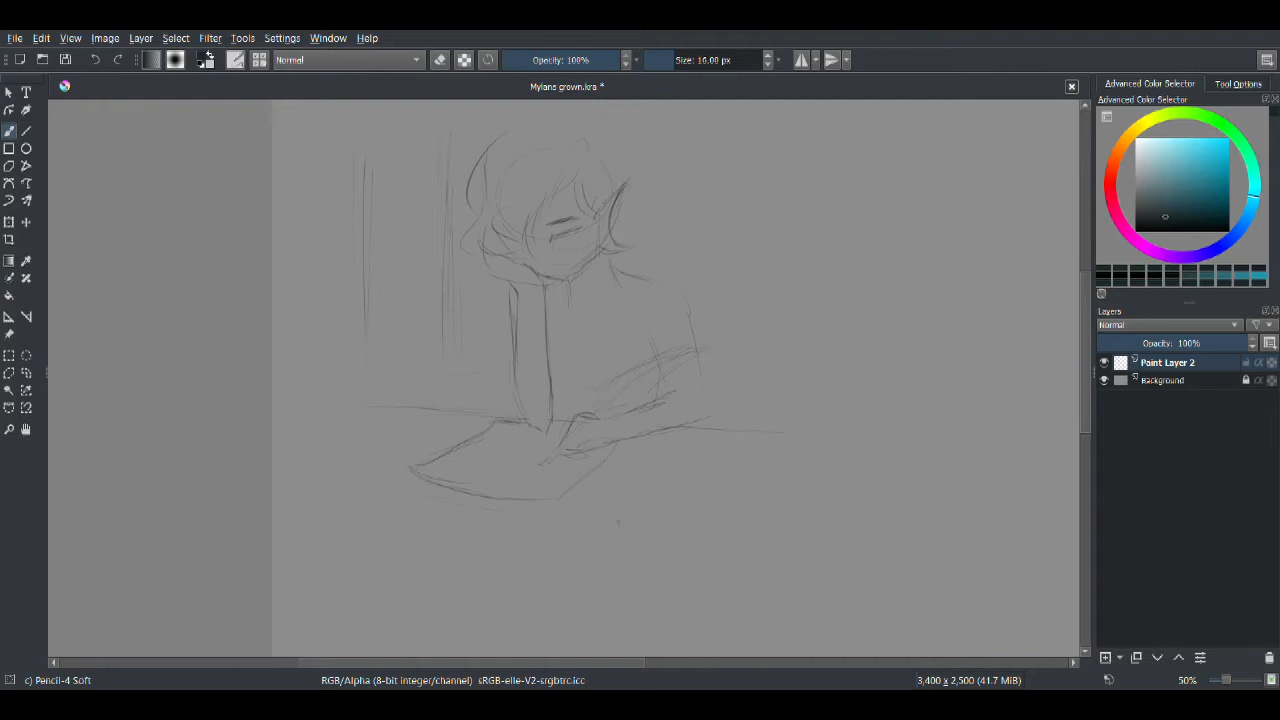 File Edit View Image Layer Select Filter Tools Settings Window Help
Normal Opacity: 100% Size: 16.00 px
Mylane grown.kra *
Advanced Color Selector Tool Options
Advanced Color Selector
Layers
Normal
Opacity: 100%
Paint Layer 2
Background
c) Pencil-4 Soft RGB/Alpha (8-bit integer/channel) sRGB-elle-V2-srgbtrc.icc 3,400 x 2,500 (41.7 MiB) 50%